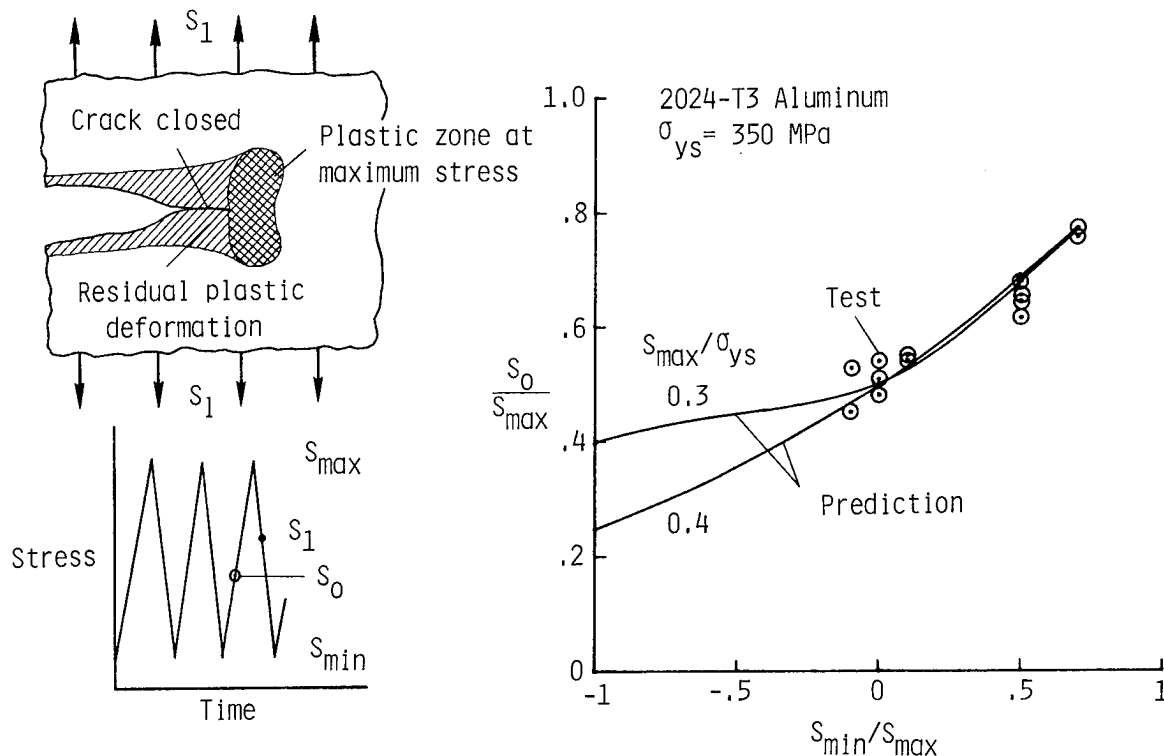 S1
Crack closed
Plastic zone at
maximum stress
Residual plastic
deformation
S1
Smax
S1
Stress
So
Smin
Time
2024-T3 Aluminum
σys= 350 MPa
1.0
.8
.6
.4
.2
0
So
Smax
Test
Smax/σys
0.3
0.4
Prediction
-1
-.5
0
.5
1
Smin/Smax